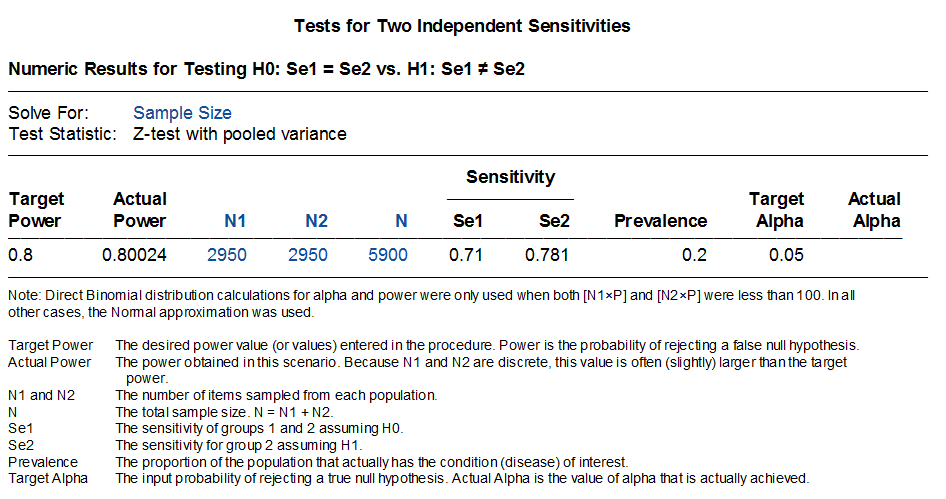 Tests for Two Independent Sensitivities
Numeric Results for Testing H0: Se1 = Se2 vs. H1: Se1 ≠ Se2
Solve For: Sample Size
Test Statistic: Z-test with pooled variance
Sensitivity
Target Actual Target Actual
Power Power N1 N2 N Se1 Se2 Prevalence Alpha Alpha
0.8 0.80024 2950 2950 5900 0.71 0.781 0.2 0.05
Note: Direct Binomial distribution calculations for alpha and power were only used when both [N1×P] and [N2×P] were less than 100. In all
other cases, the Normal approximation was used.
Target Power The desired power value (or values) entered in the procedure. Power is the probability of rejecting a false null hypothesis.
Actual Power The power obtained in this scenario. Because N1 and N2 are discrete, this value is often (slightly) larger than the target
power.
N1 and N2 The number of items sampled from each population.
N The total sample size. N = N1 + N2.
Se1 The sensitivity of groups 1 and 2 assuming H0.
Se2 The sensitivity for group 2 assuming H1.
Prevalence The proportion of the population that actually has the condition (disease) of interest.
Target Alpha The input probability of rejecting a true null hypothesis. Actual Alpha is the value of alpha that is actually achieved.